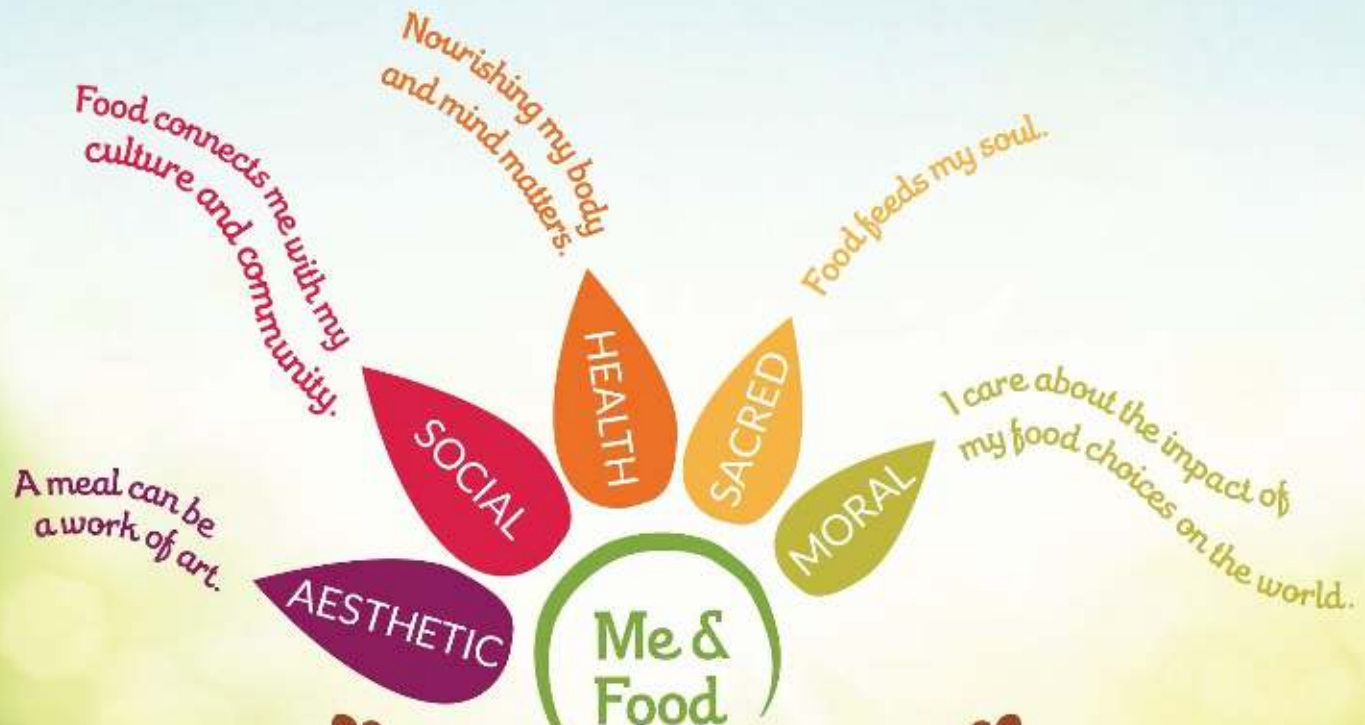 Nourishing my body
and mind matters.
Food connects me with my
culture and community.
Food feeds my soul.
HEALTH
SACRED
SOCIAL
I care about the impact of
my food choices on the world.
MORAL
A meal can be
a work of art.
AESTHETIC
Me &
Food